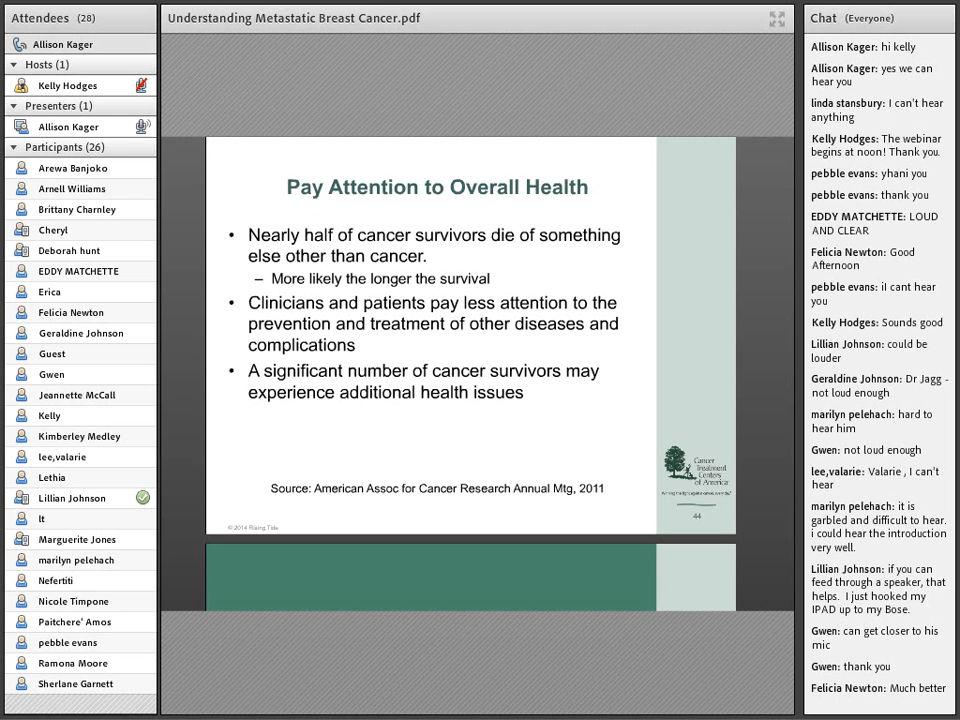 Attendees (28)
Allison Kager
Hosts (1)
Kelly Hodges
Presenters (1)
Allison Kager
Participants (26)
Arewa Banjoko
Arnell Williams
Brittany Charnley
Cheryl
Deborah hunt
EDDY MATCHETTE
Erica
Felicia Newton
Geraldine Johnson
Guest
Gwen
Jeannette McCall
Kelly
Kimberley Medley
lee,valarie
Lethia
Lillian Johnson
lt
Marguerite Jones
marilyn pelehach
Nefertiti
Nicole Timpone
Paitchere' Amos
pebble evans
Ramona Moore
Sherlane Garnett
Understanding Metastatic Breast Cancer.pdf
Pay Attention to Overall Health
• Nearly half of cancer survivors die of something
else other than cancer.
– More likely the longer the survival
• Clinicians and patients pay less attention to the
prevention and treatment of other diseases and
complications
• A significant number of cancer survivors may
experience additional health issues
Source: American Assoc for Cancer Research Annual Mtg, 2011
© 2014 Rising Tide
Cancer
Treatment
Centers
of America
44
Chat (Everyone)
Allison Kager: hi kelly
Allison Kager: yes we can
hear you
linda stansbury: I can't hear
anything
Kelly Hodges: The webinar
begins at noon! Thank you.
pebble evans: yhani you
pebble evans: thank you
EDDY MATCHETTE: LOUD
AND CLEAR
Felicia Newton: Good
Afternoon
pebble evans: iI cant hear
you
Kelly Hodges: Sounds good
Lillian Johnson: could be
louder
Geraldine Johnson: Dr Jagg -
not loud enough
marilyn pelehach: hard to
hear him
Gwen: not loud enough
lee,valarie: Valarie , I can't
hear
marilyn pelehach: it is
garbled and difficult to hear.
i could hear the introduction
very well.
Lillian Johnson: if you can
feed through a speaker, that
helps. I just hooked my
IPAD up to my Bose.
Gwen: can get closer to his
mic
Gwen: thank you
Felicia Newton: Much better